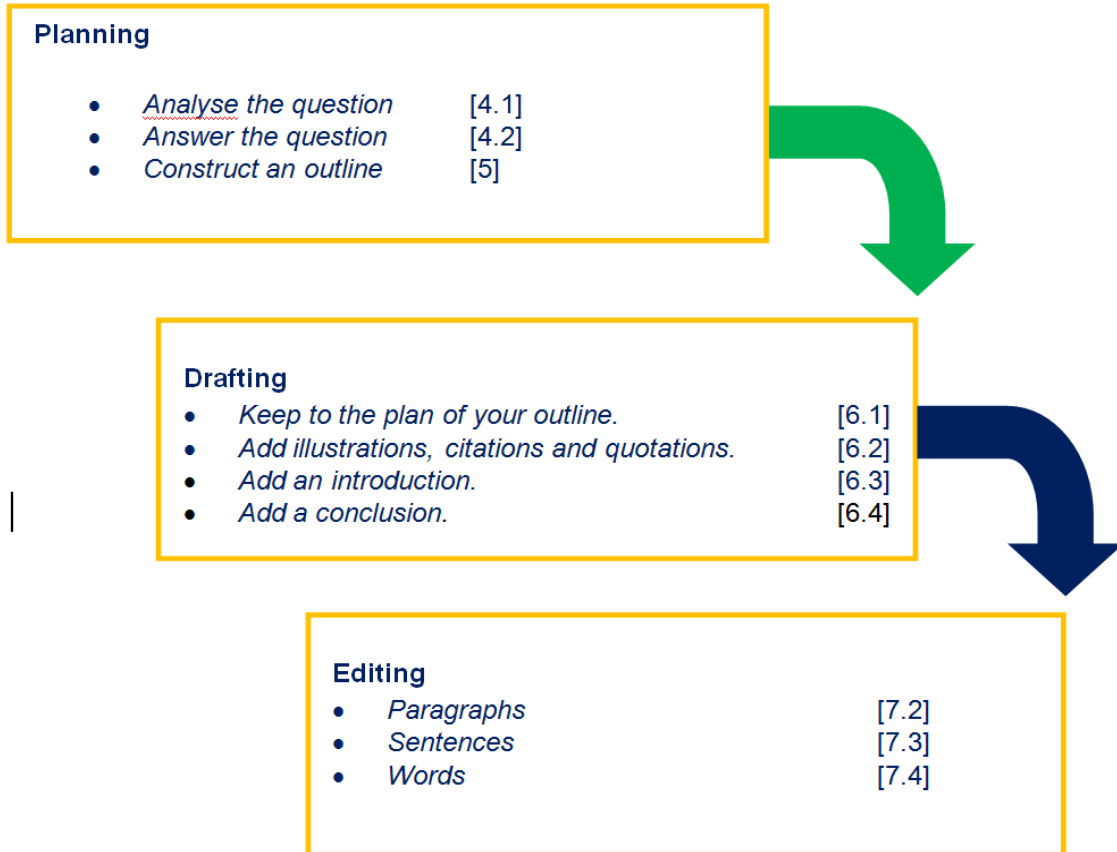 Planning
• Analyse the question [4.1]
• Answer the question [4.2]
• Construct an outline [5]
Drafting
• Keep to the plan of your outline. [6.1]
• Add illustrations, citations and quotations. [6.2]
• Add an introduction. [6.3]
• Add a conclusion. [6.4]
Editing
• Paragraphs [7.2]
• Sentences [7.3]
• Words [7.4]